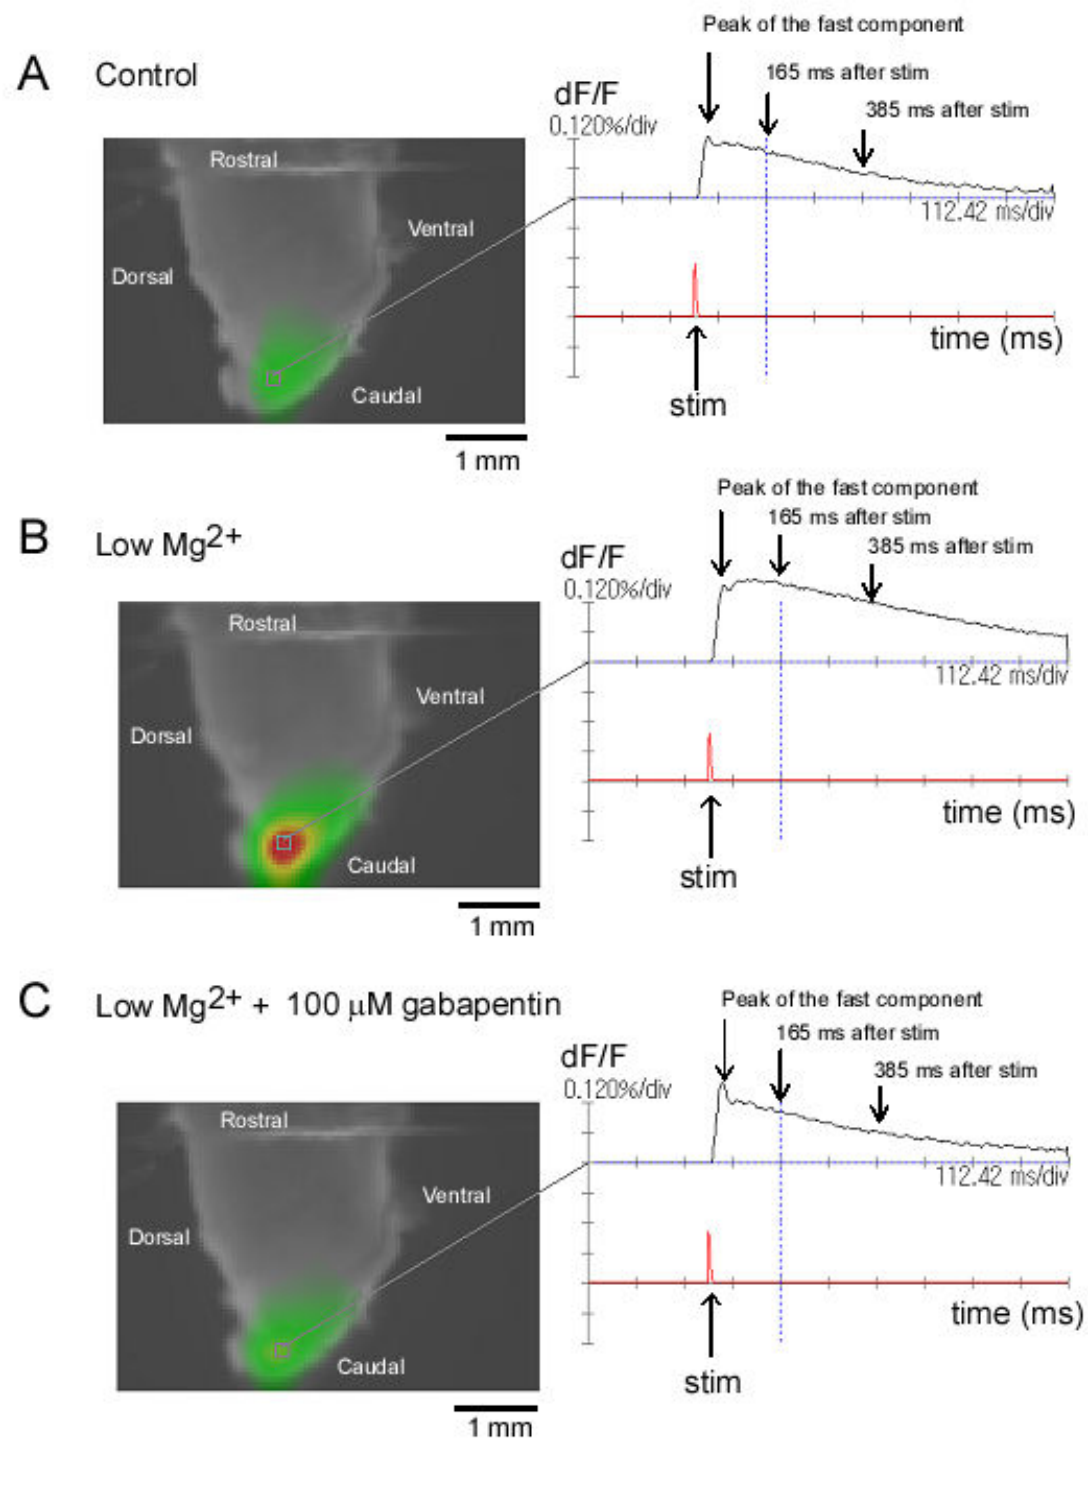 Peak of the fast component
A
Control
165 ms after stim
dF/F
385 ms after stim
0.120%/div
Rostral
112.42 ms/div
Ventral
Dorsal
time (ms)
Caudal
stim
1 mm
Peak of the fast component
B
Low Mg2+
165 ms after stim
dF/F
385 ms after stim
0.120%/div
Rostral
112.42 ms/div
Ventral
Dorsal
time (ms)
Caudal
stim
1 mm
C
Low Mg2+ + 100 μM gabapentin
Peak of the fast component
165 ms after stim
dF/F
385 ms after stim
0.120%/div
Rostral
112.42 ms/div
Ventral
Dorsal
time (ms)
Caudal
stim
1 mm